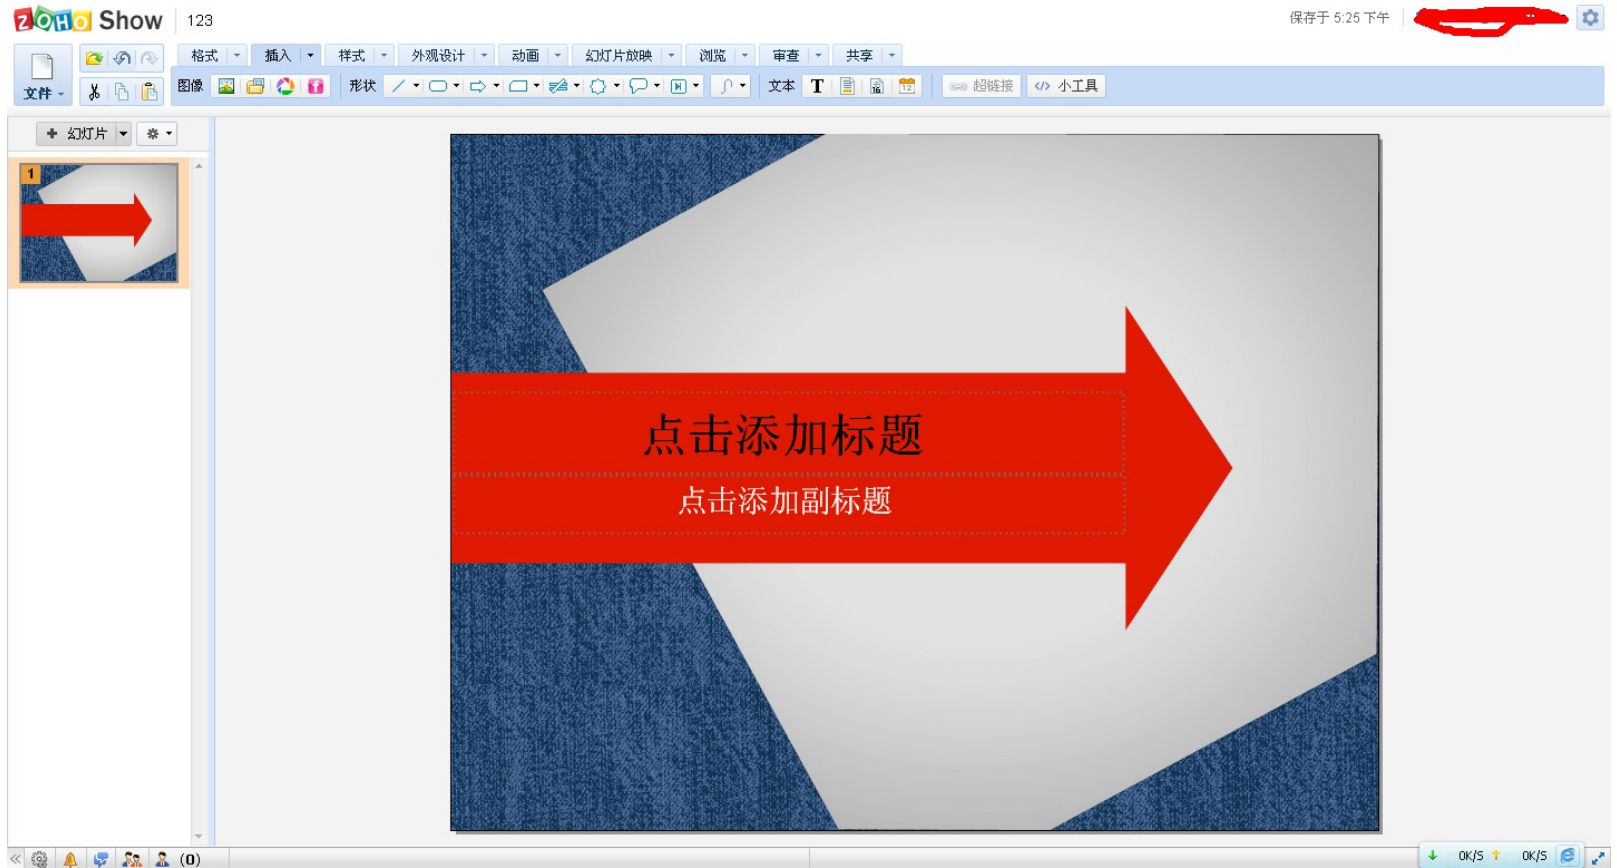 ZOHO Show 123 保存于 5:25 下午
文件
格式 插入 样式 外观设计 动画 幻灯片放映 浏览 审查 共享
图像 形状 文本 T 16 12 超链接 小工具
幻灯片
1
点击添加标题
点击添加副标题
(0) 0K/S 0K/S